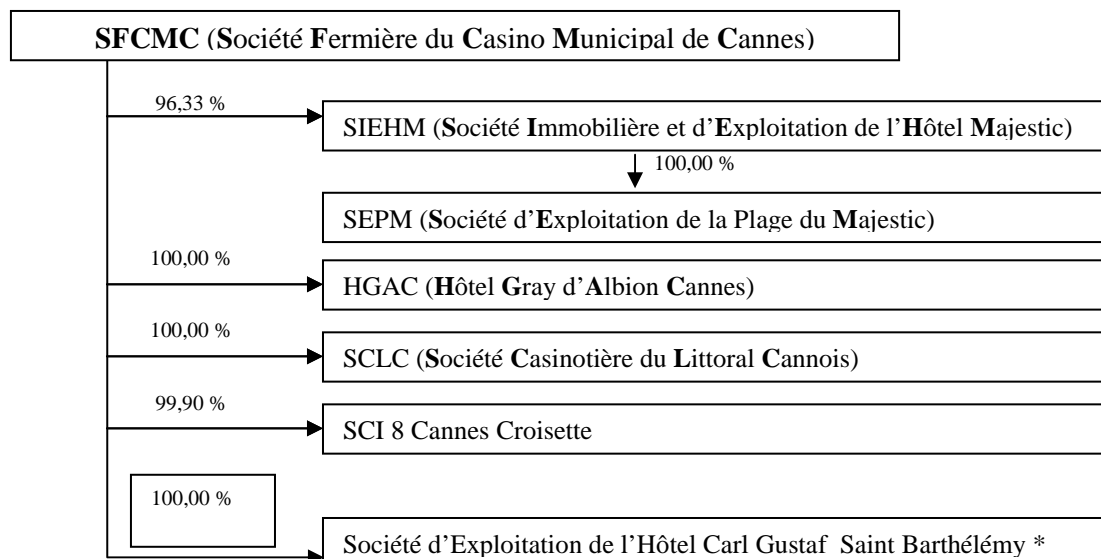 SFCMC (Société Fermière du Casino Municipal de Cannes)
96,33 %
SIEHM (Société Immobilière et d’Exploitation de l’Hôtel Majestic)
100,00 %
SEPM (Société d’Exploitation de la Plage du Majestic)
100,00 %
HGAC (Hôtel Gray d’Albion Cannes)
100,00 %
SCLC (Société Casinotière du Littoral Cannois)
99,90 %
SCI 8 Cannes Croisette
100,00 %
Société d’Exploitation de l’Hôtel Carl Gustaf Saint Barthélémy *